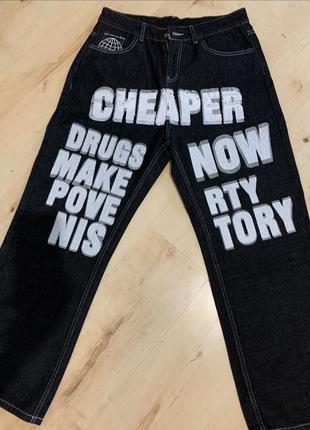 CHEAPER
DRUGS NOW
MAKE
POVE RTY
NIS TORY